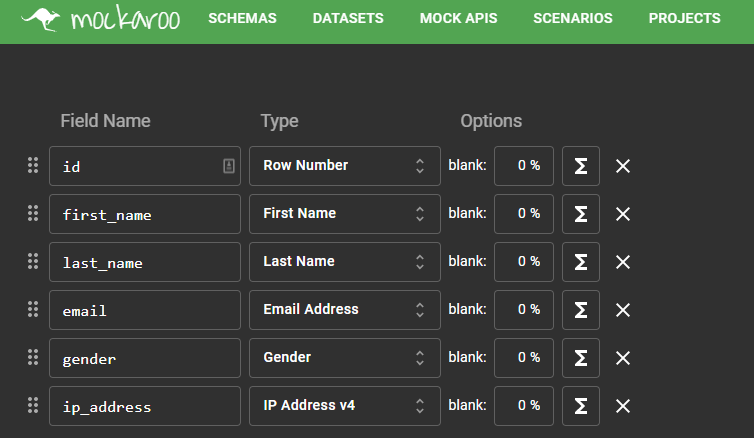 mockaroo SCHEMAS DATASETS MOCK APIS SCENARIOS PROJECTS
Field Name Type Options
id Row Number blank: 0 % Σ
first_name First Name blank: 0 % Σ
last_name Last Name blank: 0 % Σ
email Email Address blank: 0 % Σ
gender Gender blank: 0 % Σ
ip_address IP Address v4 blank: 0 % Σ